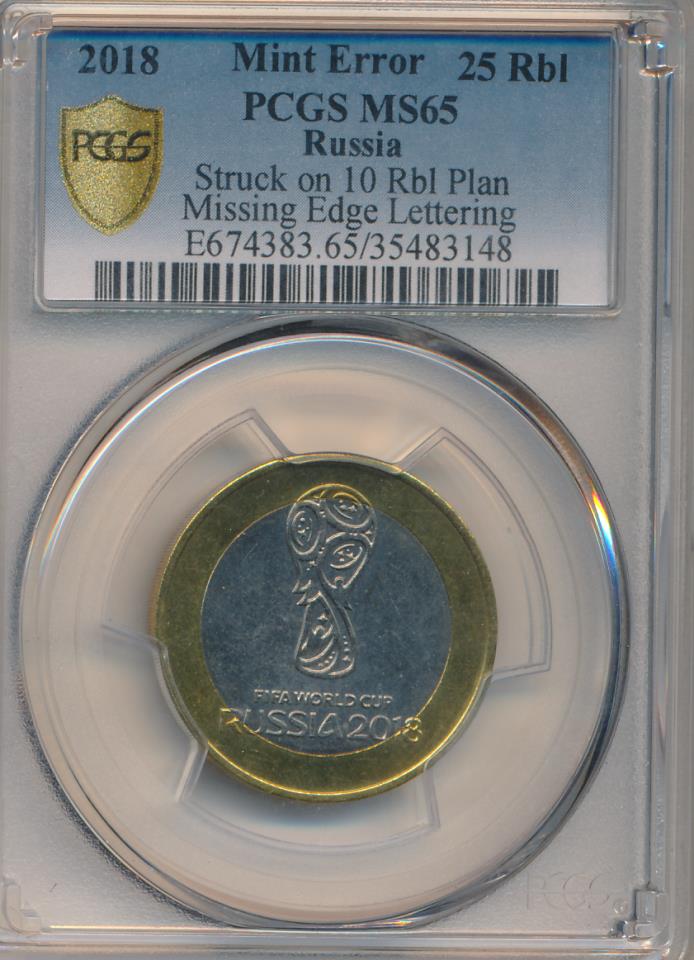 2018 Mint Error 25 Rbl
PCGS MS65
PCGS
Russia
Struck on 10 Rbl Plan
Missing Edge Lettering
E674383.65/35483148
FIFA WORLD CUP
RUSSIA 2018
PCGS